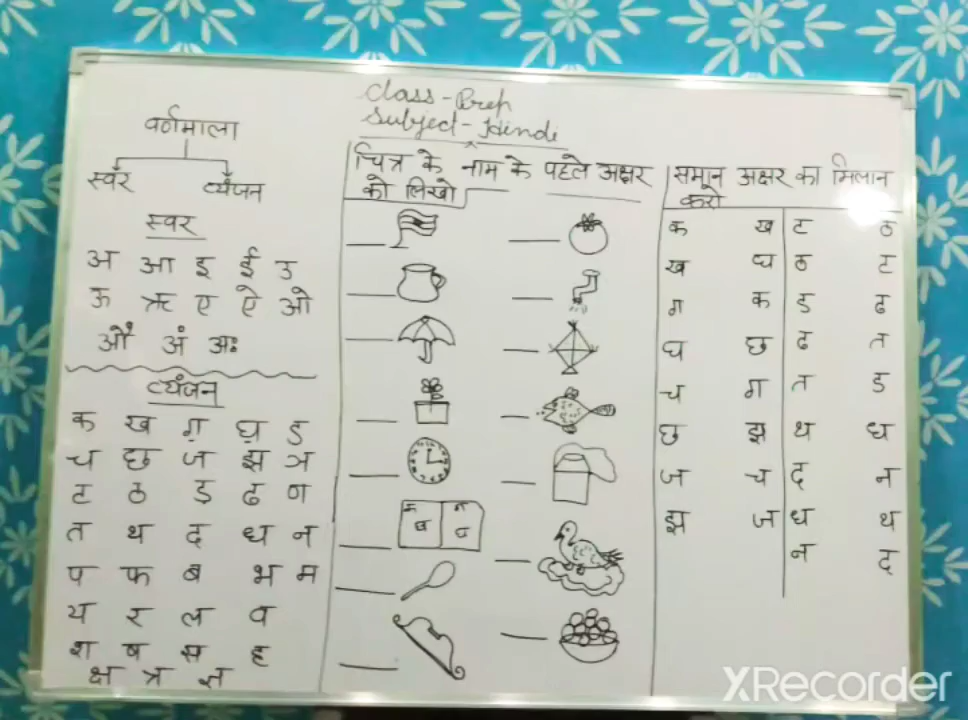 Class-Prep
Subject-Hindi
वर्णमाला
स्वर व्यंजन
स्वर
अ आ इ ई उ
ऊ ऋ ए ऐ ओ
औ अं अः
व्यंजन
क ख ग घ ड
च छ ज झ ञ
ट ठ ड ढ ण
त थ द ध न
प फ ब भ म
य र ल व
श ष स ह
क्ष त्र ज्ञ
चित्र के नाम के पहले अक्षर
को लिखो
क ग
ब
समान अक्षर का मिलान
करो
क ख ट ठ
ख घ ठ ट
ग क ड ढ
घ छ ढ त
च ग त ड
छ झ थ ध
ज च द न
झ ज ध थ
न द
XRecorder